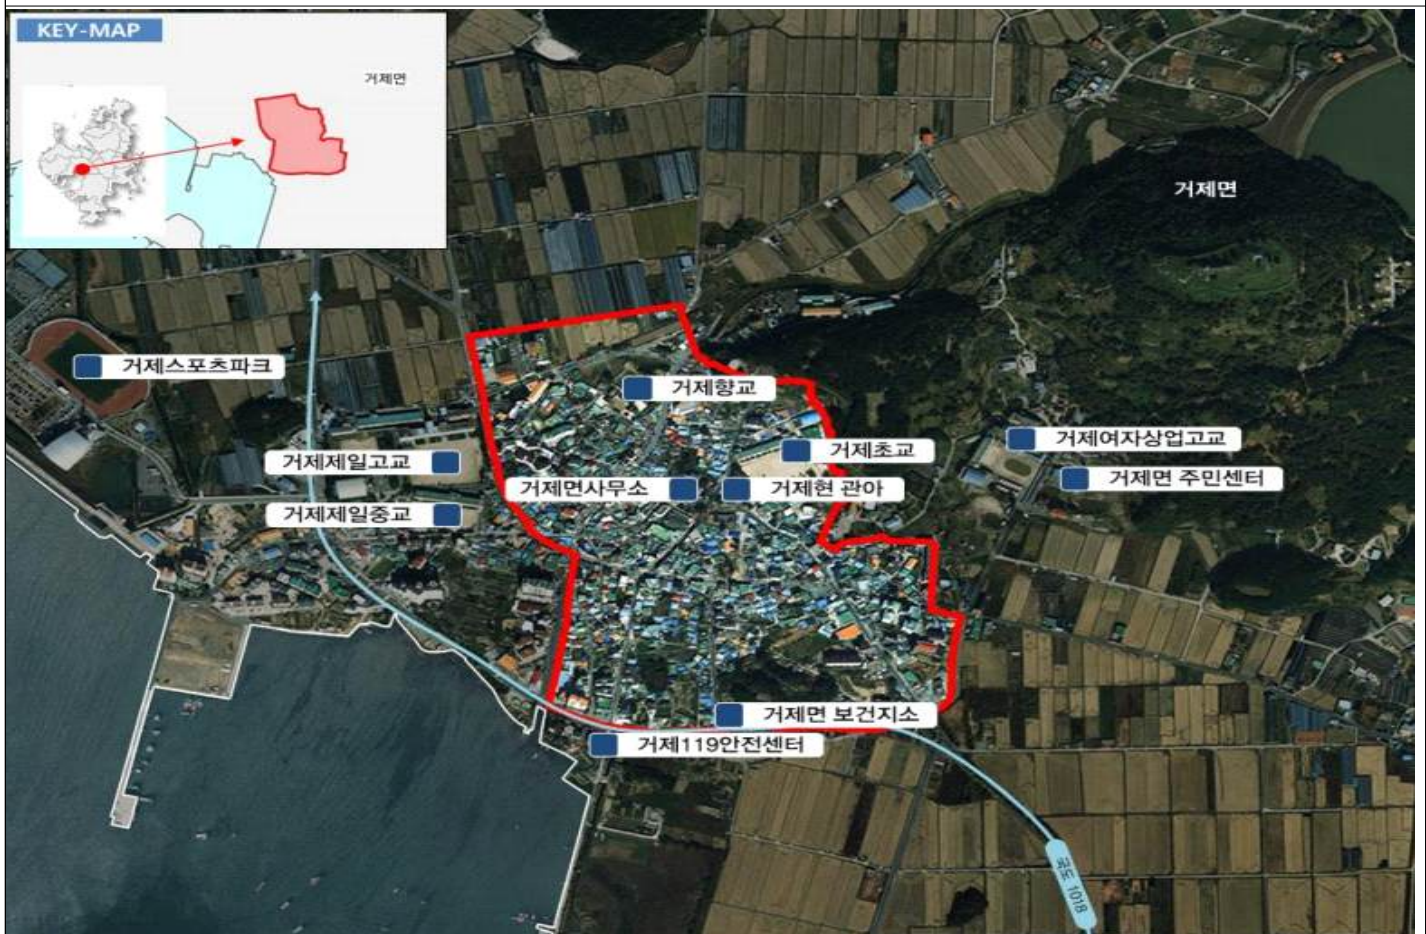 KEY-MAP
거제면
거제면
거제스포츠파크
거제향교
거제여자상업고교
거제초교
거제제일고교
거제면 주민센터
거제면사무소
거제현 관아
거제제일중교
거제면 보건지소
거제119안전센터
국도 1018